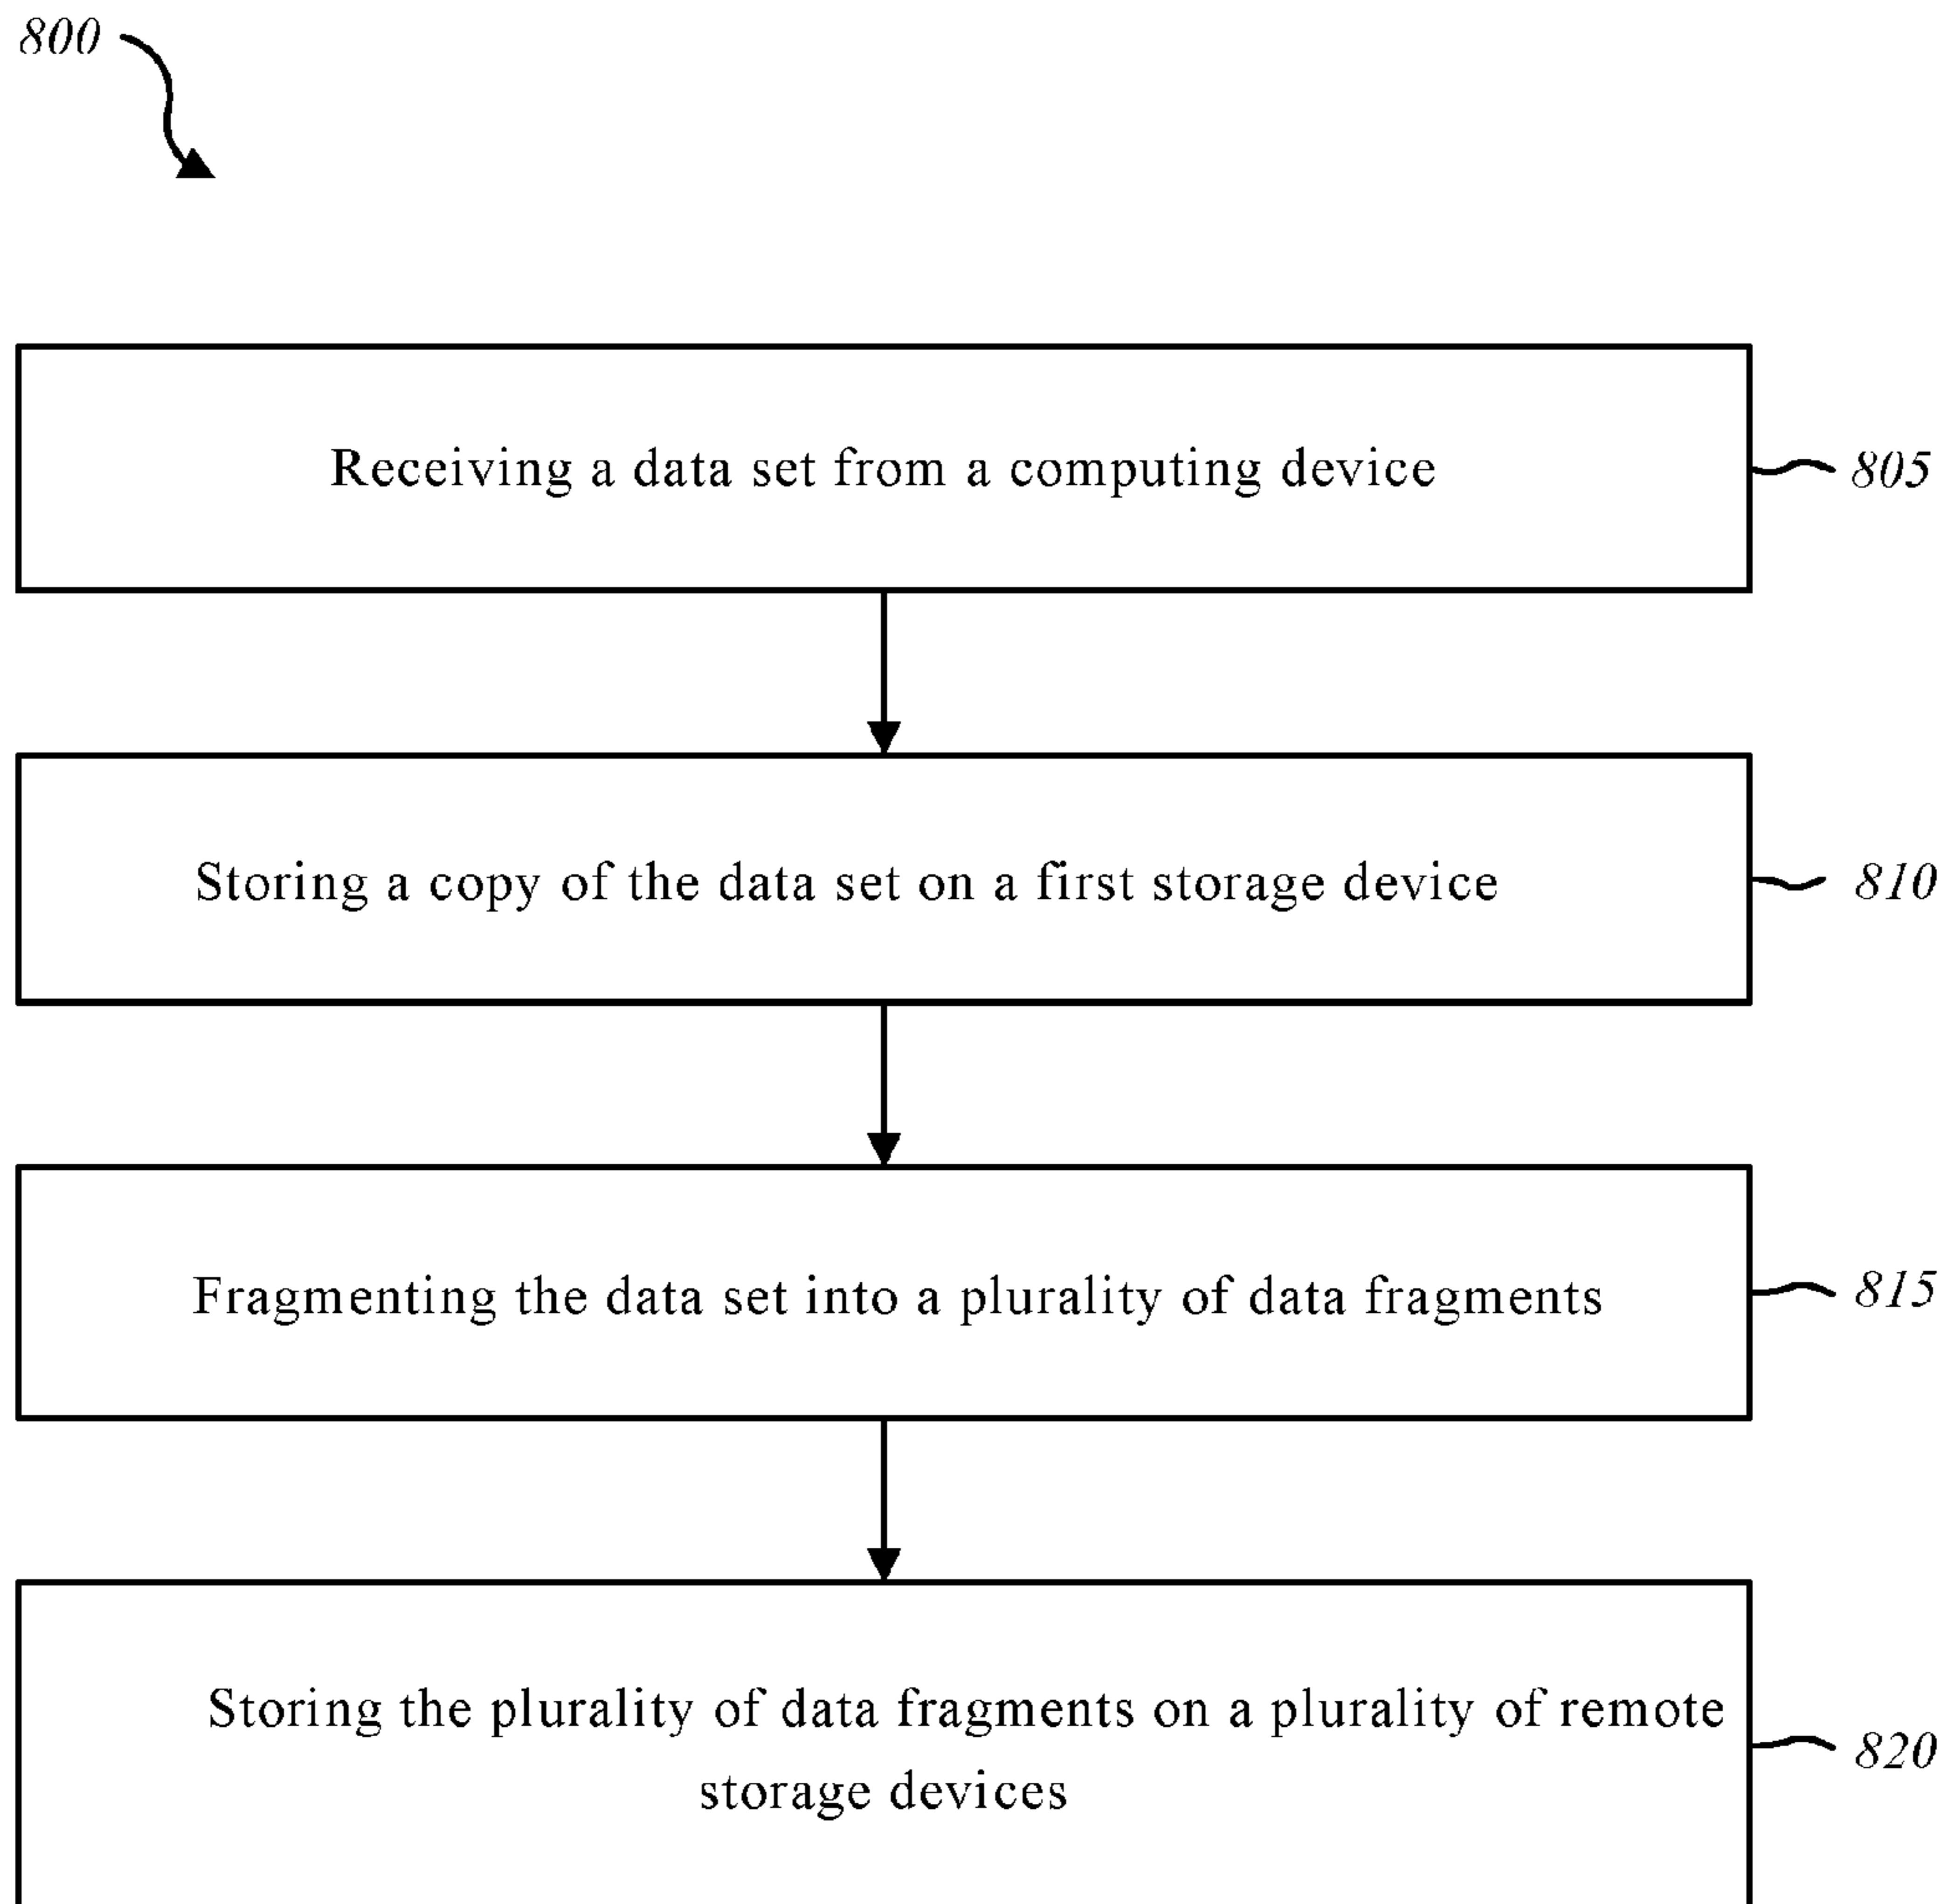 800
Receiving a data set from a computing device
805
Storing a copy of the data set on a first storage device
810
Fragmenting the data set into a plurality of data fragments
815
Storing the plurality of data fragments on a plurality of remote
storage devices
820